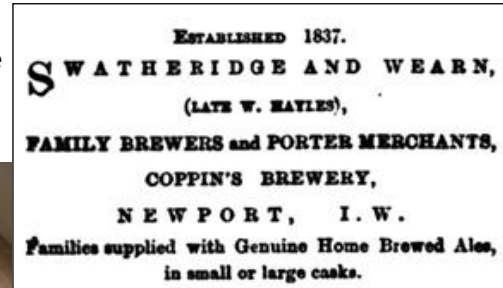 ESTABLISHED 1837.
SWATHERIDGE AND WEARN,
(LATE W. HAYLES),
FAMILY BREWERS and PORTER MERCHANTS,
COPPIN'S BREWERY,
NEWPORT, I. W.
Families supplied with Genuine Home Brewed Ales,
in small or large casks.